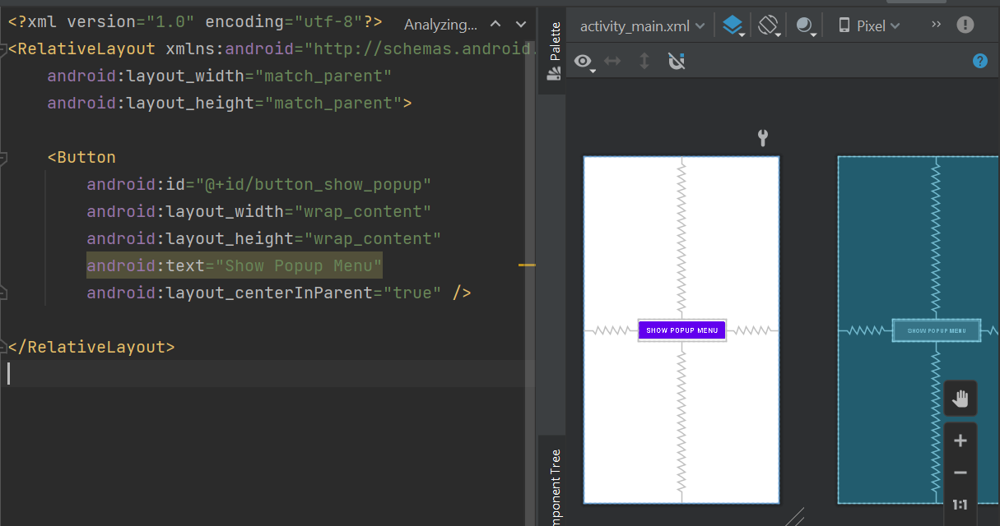 <?xml version="1.0" encoding="utf-8"?>
Analyzing...
<RelativeLayout xmlns:android="http://schemas.android.
    android:layout_width="match_parent"
    android:layout_height="match_parent">
    <Button
        android:id="@+id/button_show_popup"
        android:layout_width="wrap_content"
        android:layout_height="wrap_content"
        android:text="Show Popup Menu"
        android:layout_centerInParent="true" />
</RelativeLayout>
Palette
mponent Tree
activity_main.xml
Pixel
SHOW POPUP MENU
SHOW POPUP MENU
1:1